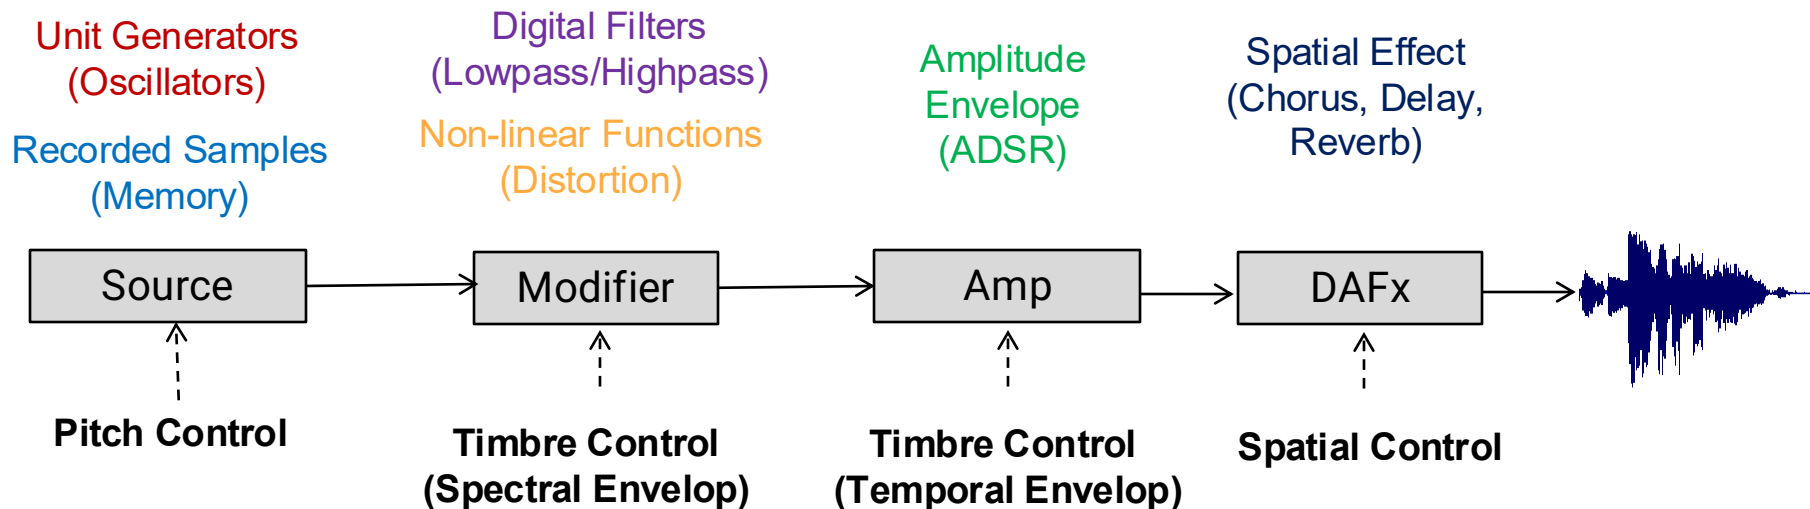 Unit Generators
(Oscillators)
Recorded Samples
(Memory)
Digital Filters
(Lowpass/Highpass)
Non-linear Functions
(Distortion)
Amplitude
Envelope
(ADSR)
Spatial Effect
(Chorus, Delay,
Reverb)
Source
Modifier
Amp
DAFx
Pitch Control
Timbre Control
(Spectral Envelop)
Timbre Control
(Temporal Envelop)
Spatial Control